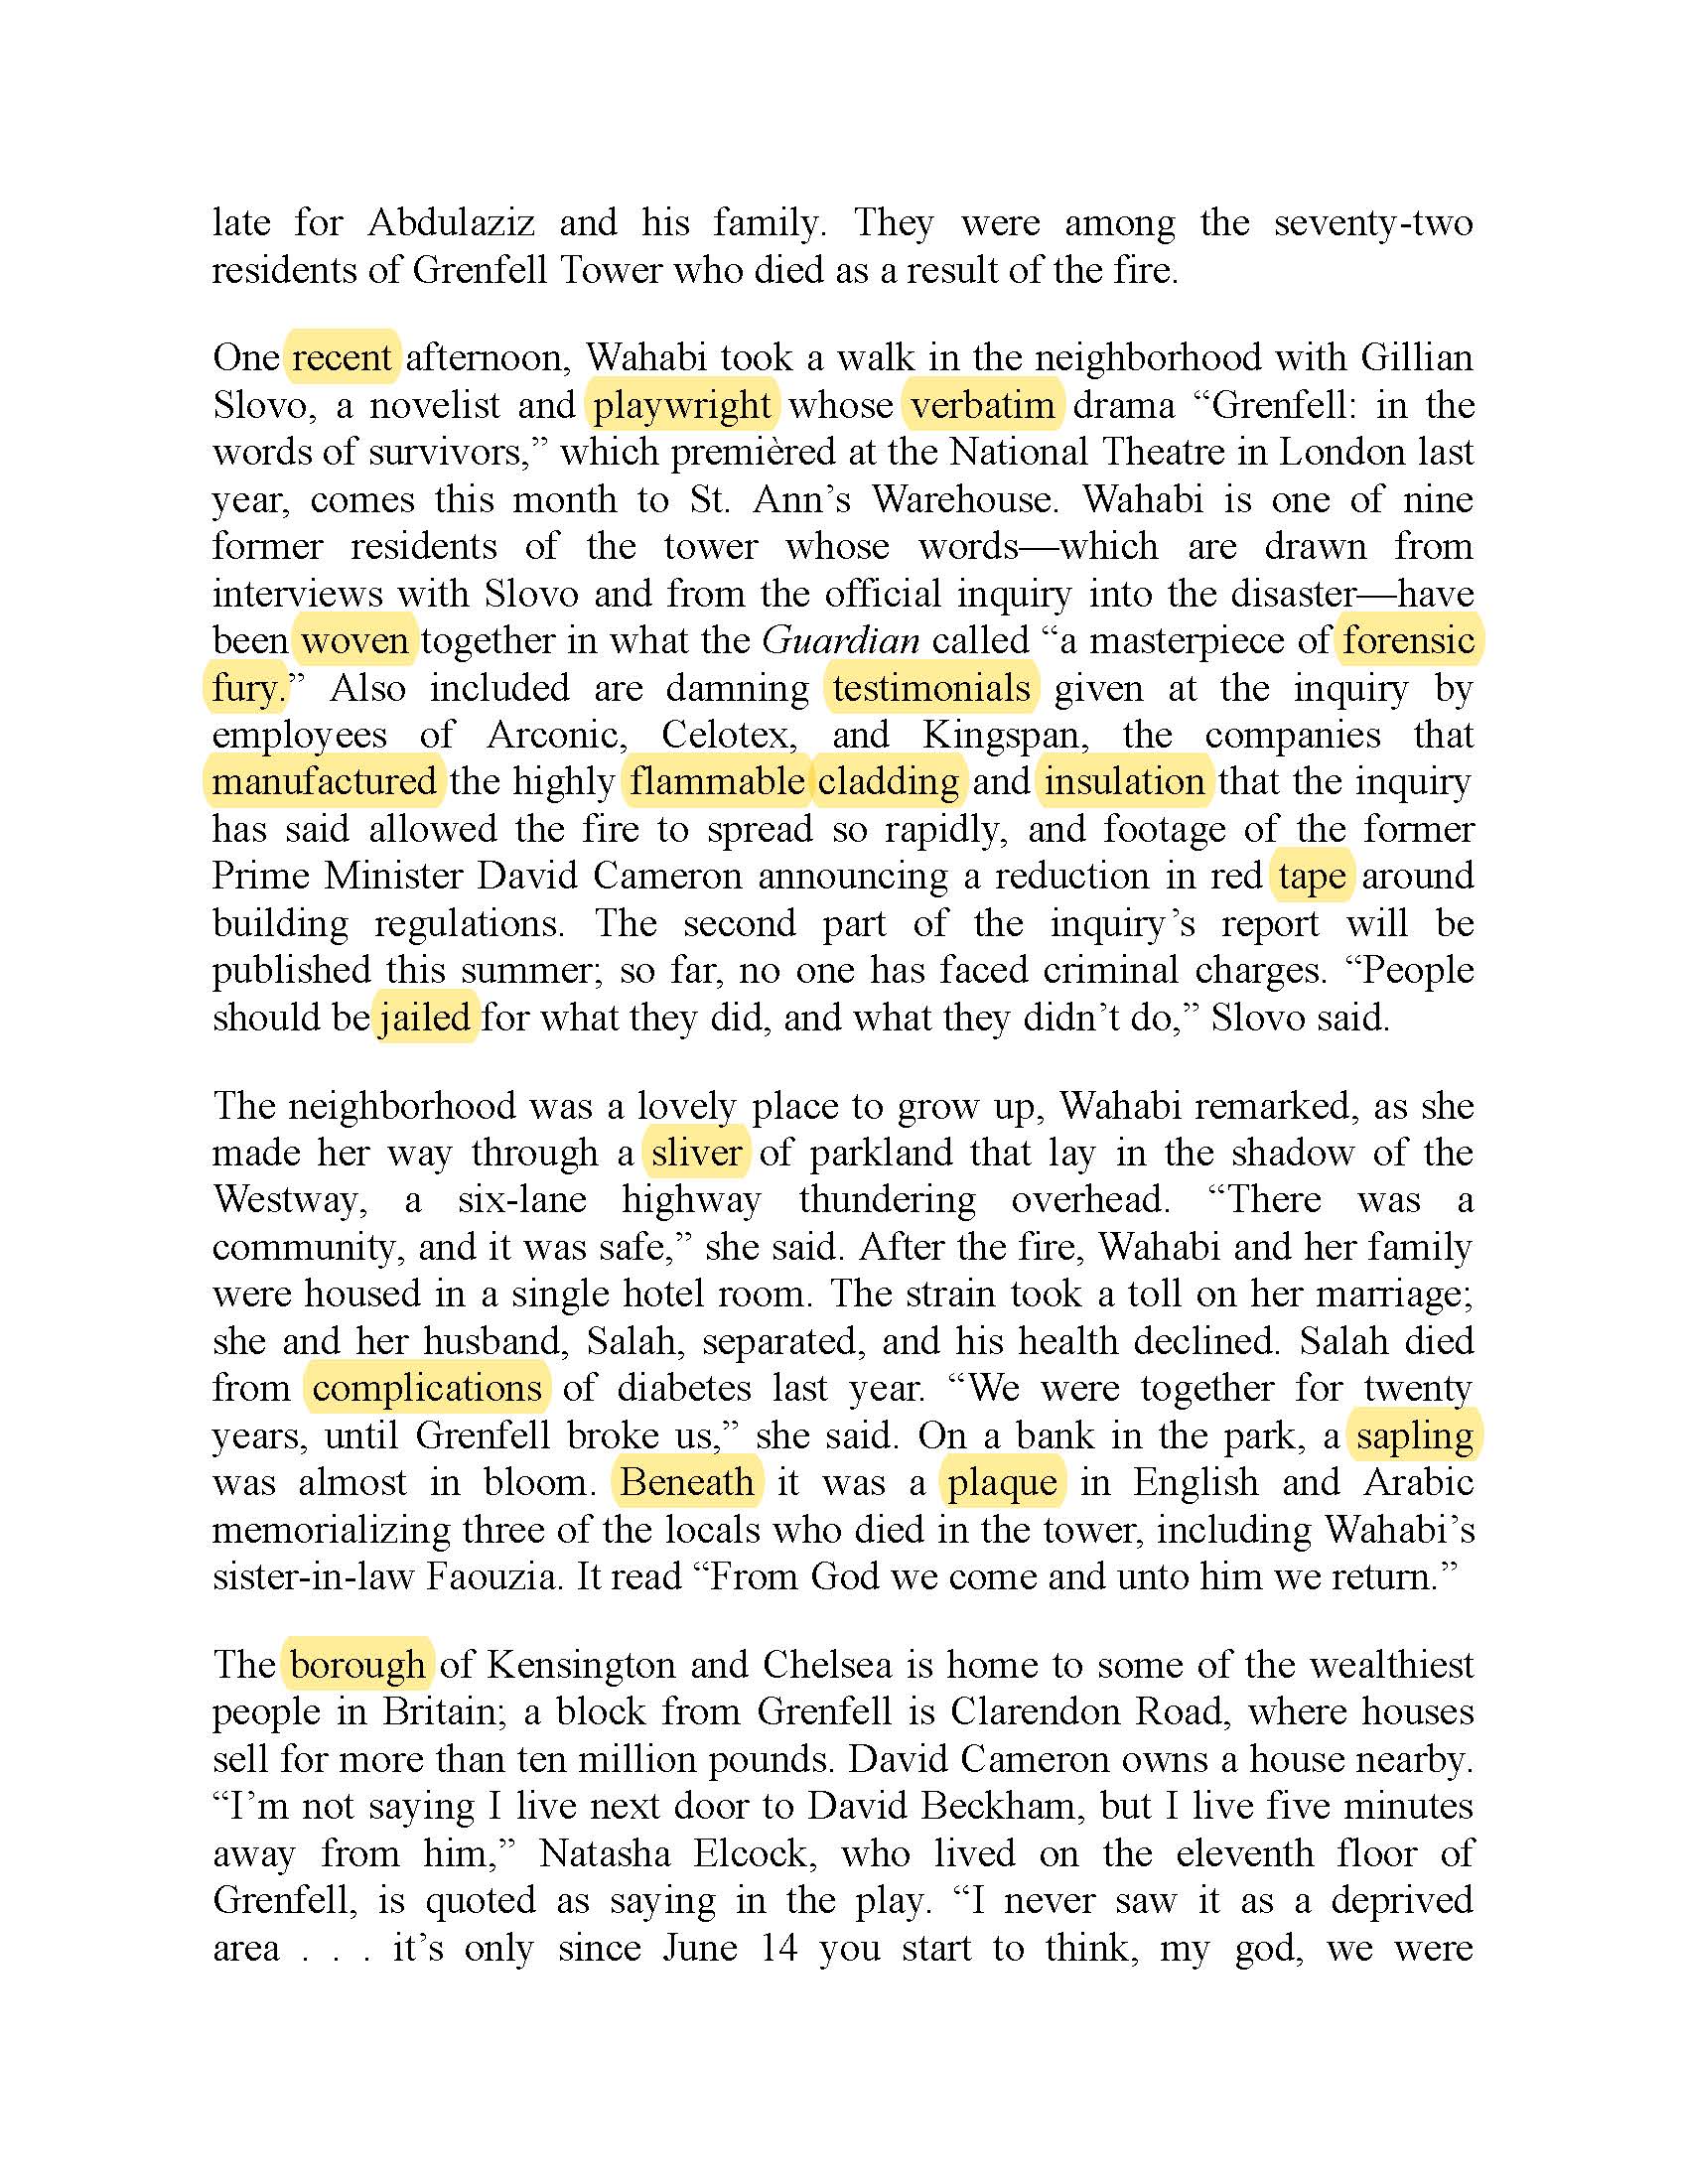 late for Abdulaziz and his family. They were among the seventy-two
residents of Grenfell Tower who died as a result of the fire.
One recent afternoon, Wahabi took a walk in the neighborhood with Gillian
Slovo, a novelist and playwright whose verbatim drama “Grenfell: in the
words of survivors,” which premièred at the National Theatre in London last
year, comes this month to St. Ann’s Warehouse. Wahabi is one of nine
former residents of the tower whose words—which are drawn from
interviews with Slovo and from the official inquiry into the disaster—have
been woven together in what the Guardian called “a masterpiece of forensic
fury.” Also included are damning testimonials given at the inquiry by
employees of Arconic, Celotex, and Kingspan, the companies that
manufactured the highly flammable cladding and insulation that the inquiry
has said allowed the fire to spread so rapidly, and footage of the former
Prime Minister David Cameron announcing a reduction in red tape around
building regulations. The second part of the inquiry’s report will be
published this summer; so far, no one has faced criminal charges. “People
should be jailed for what they did, and what they didn’t do,” Slovo said.
The neighborhood was a lovely place to grow up, Wahabi remarked, as she
made her way through a sliver of parkland that lay in the shadow of the
Westway, a six-lane highway thundering overhead. “There was a
community, and it was safe,” she said. After the fire, Wahabi and her family
were housed in a single hotel room. The strain took a toll on her marriage;
she and her husband, Salah, separated, and his health declined. Salah died
from complications of diabetes last year. “We were together for twenty
years, until Grenfell broke us,” she said. On a bank in the park, a sapling
was almost in bloom. Beneath it was a plaque in English and Arabic
memorializing three of the locals who died in the tower, including Wahabi’s
sister-in-law Faouzia. It read “From God we come and unto him we return.”
The borough of Kensington and Chelsea is home to some of the wealthiest
people in Britain; a block from Grenfell is Clarendon Road, where houses
sell for more than ten million pounds. David Cameron owns a house nearby.
“I’m not saying I live next door to David Beckham, but I live five minutes
away from him,” Natasha Elcock, who lived on the eleventh floor of
Grenfell, is quoted as saying in the play. “I never saw it as a deprived
area . . . it’s only since June 14 you start to think, my god, we were